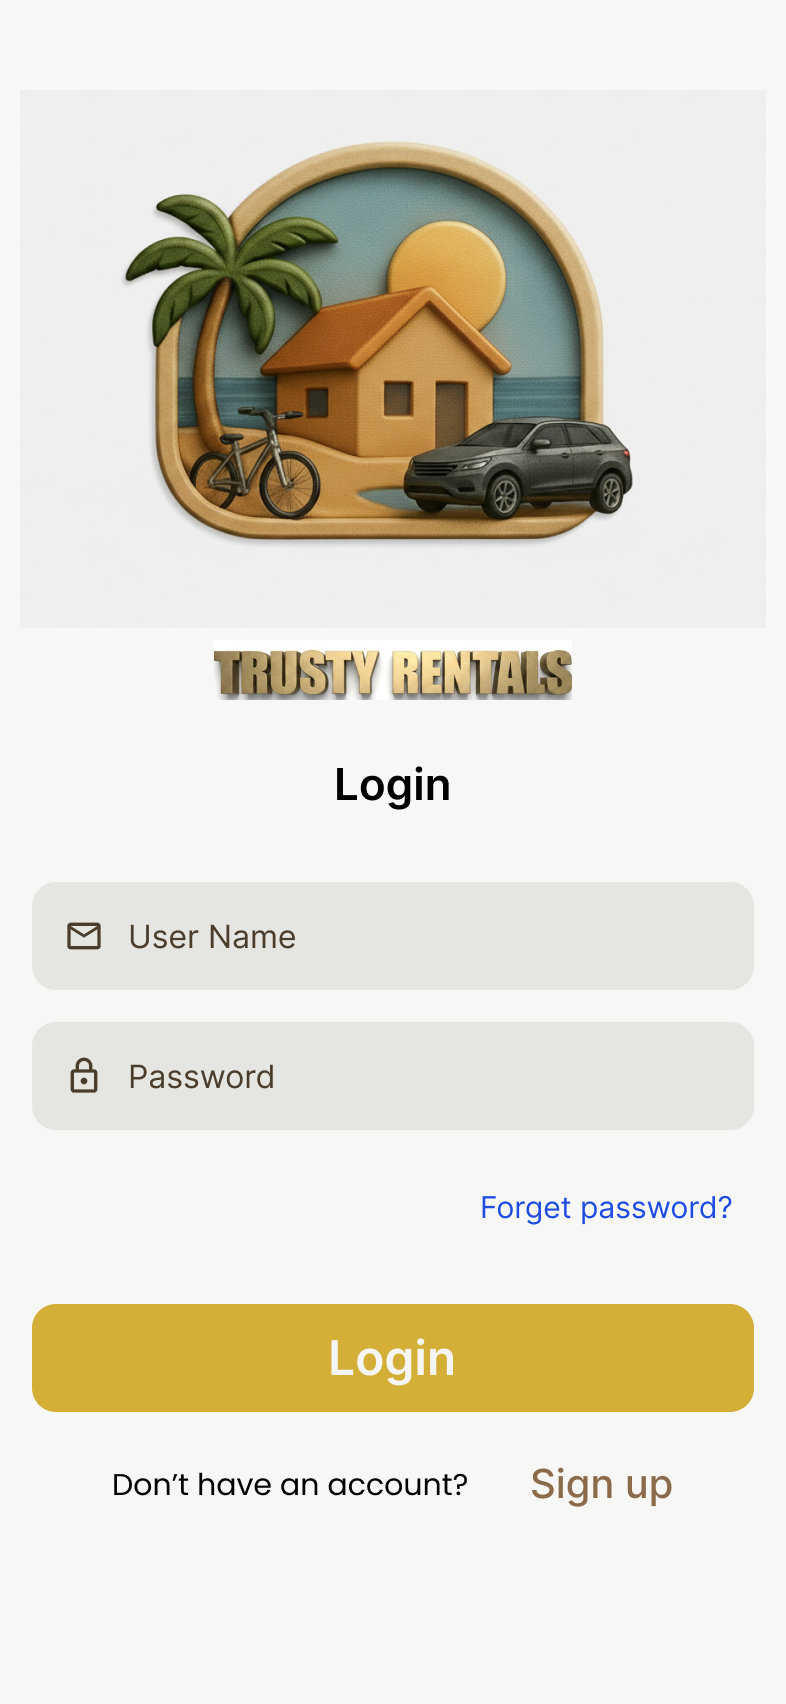 TRUSTY RENTALS
Login
User Name
Password
Forget password?
Login
Don’t have an account? Sign up